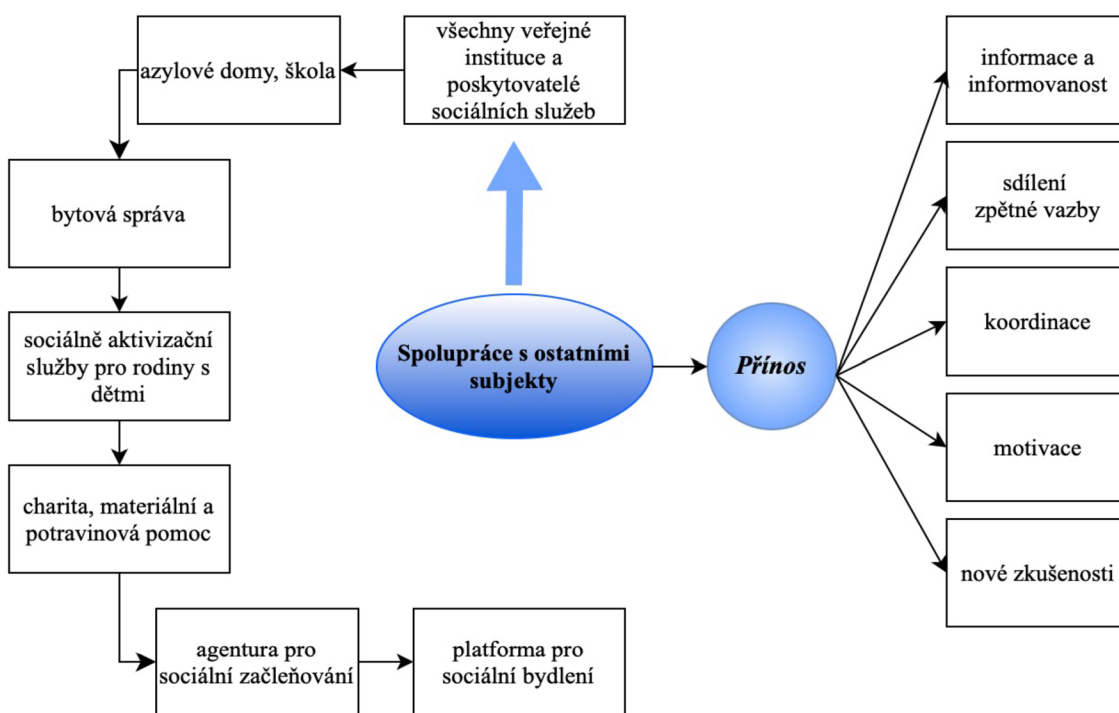 všechny veřejné
instituce a
poskytovatelé
sociálních služeb
azylové domy, škola
bytová správa
sociálně aktivizační
služby pro rodiny s
dětmi
charita, materiální a
potravinová pomoc
agentura pro
sociální začleňování
platforma pro
sociální bydlení
Spolupráce s ostatními
subjekty
Přínos
informace a
informovanost
sdílení
zpětné vazby
koordinace
motivace
nové zkušenosti